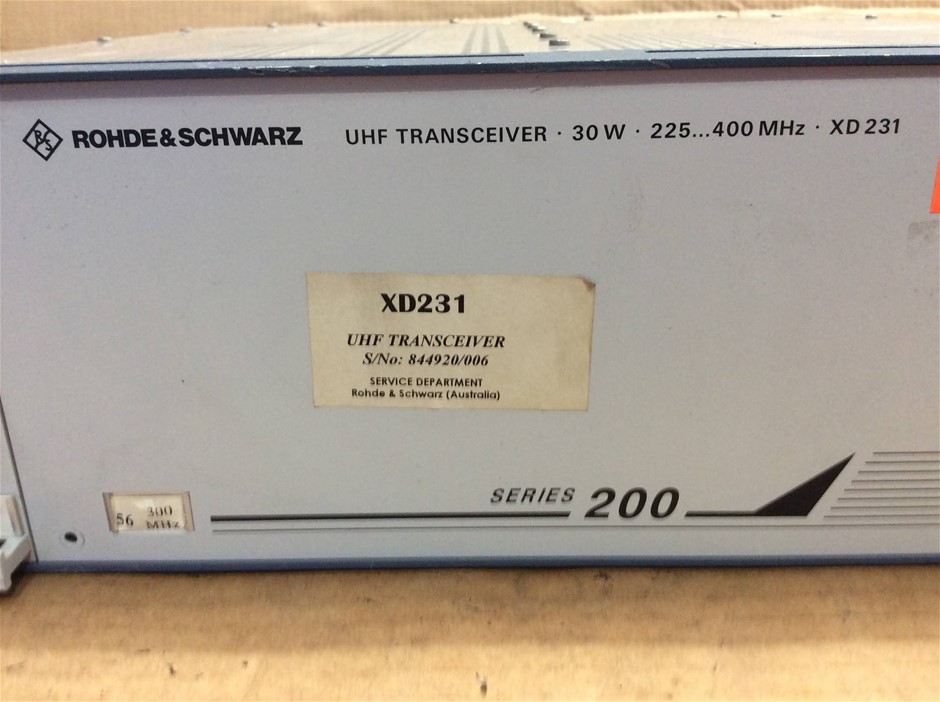 R&S ROHDE&SCHWARZ UHF TRANSCEIVER · 30 W · 225...400 MHz · XD 231
XD231
UHF TRANSCEIVER
S/No: 844920/006
SERVICE DEPARTMENT
Rohde & Schwarz (Australia)
56 300
MHz
SERIES 200